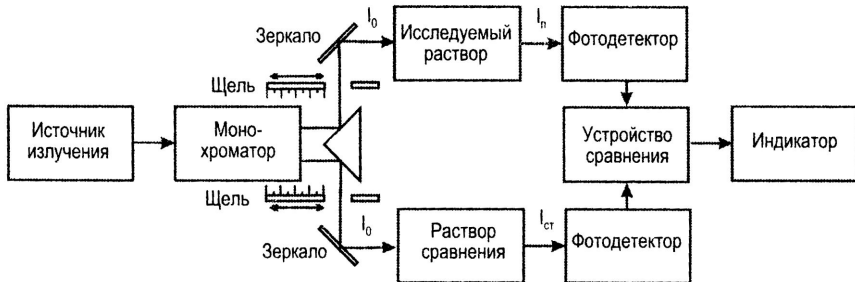 I₀
Iп
Зеркало
Исследуемый
раствор
Фотодетектор
Щель
Источник
излучения
Моно-
хроматор
Устройство
сравнения
Индикатор
Щель
I₀
Iст
Зеркало
Раствор
сравнения
Фотодетектор